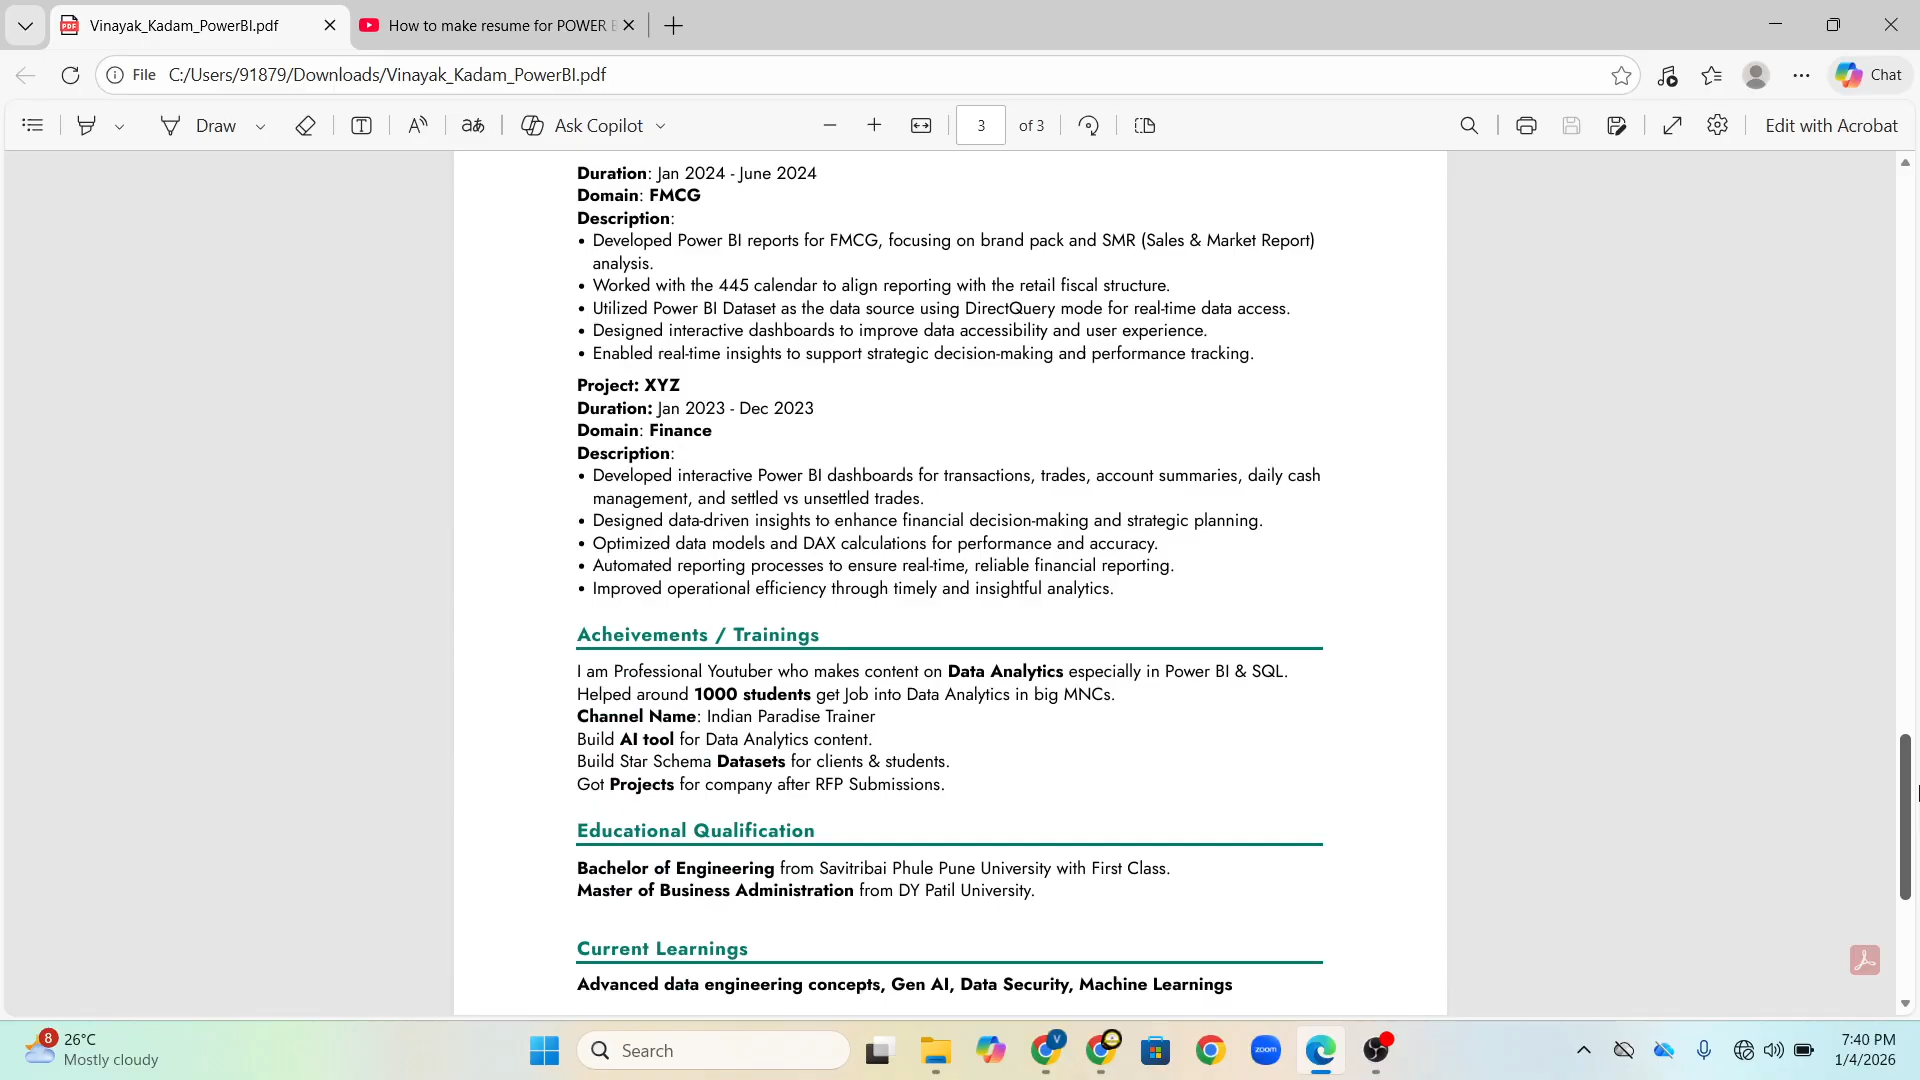 Vinayak_Kadam_PowerBI.pdf
How to make resume for POWER B
File C:/Users/91879/Downloads/Vinayak_Kadam_PowerBI.pdf
Chat
Draw
aあ
Ask Copilot
3 of 3
Edit with Acrobat
Duration: Jan 2024 - June 2024
Domain: FMCG
Description:
• Developed Power BI reports for FMCG, focusing on brand pack and SMR (Sales & Market Report)
analysis.
• Worked with the 445 calendar to align reporting with the retail fiscal structure.
• Utilized Power BI Dataset as the data source using DirectQuery mode for real-time data access.
• Designed interactive dashboards to improve data accessibility and user experience.
• Enabled real-time insights to support strategic decision-making and performance tracking.
Project: XYZ
Duration: Jan 2023 - Dec 2023
Domain: Finance
Description:
• Developed interactive Power BI dashboards for transactions, trades, account summaries, daily cash
management, and settled vs unsettled trades.
• Designed data-driven insights to enhance financial decision-making and strategic planning.
• Optimized data models and DAX calculations for performance and accuracy.
• Automated reporting processes to ensure real-time, reliable financial reporting.
• Improved operational efficiency through timely and insightful analytics.
Acheivements / Trainings
I am Professional Youtuber who makes content on Data Analytics especially in Power BI & SQL.
Helped around 1000 students get Job into Data Analytics in big MNCs.
Channel Name: Indian Paradise Trainer
Build AI tool for Data Analytics content.
Build Star Schema Datasets for clients & students.
Got Projects for company after RFP Submissions.
Educational Qualification
Bachelor of Engineering from Savitribai Phule Pune University with First Class.
Master of Business Administration from DY Patil University.
Current Learnings
Advanced data engineering concepts, Gen AI, Data Security, Machine Learnings
8
26°C
Mostly cloudy
Search
V
zoom
7:40 PM
1/4/2026